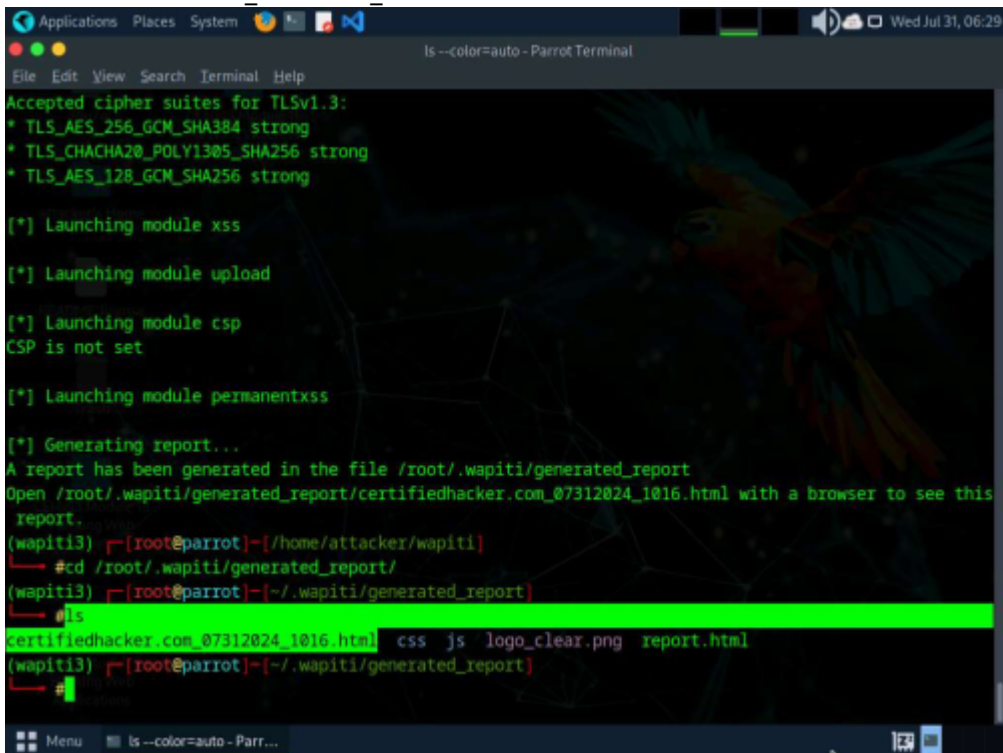 Applications Places System
Wed Jul 31, 06:29
ls --color=auto - Parrot Terminal
File Edit View Search Terminal Help
Accepted cipher suites for TLSv1.3:
* TLS_AES_256_GCM_SHA384 strong
* TLS_CHACHA20_POLY1305_SHA256 strong
* TLS_AES_128_GCM_SHA256 strong
[*] Launching module xss
[*] Launching module upload
[*] Launching module csp
CSP is not set
[*] Launching module permanentxss
[*] Generating report...
A report has been generated in the file /root/.wapiti/generated_report
Open /root/.wapiti/generated_report/certifiedhacker.com_07312024_1016.html with a browser to see this
report.
(wapiti3) ┌─[root@parrot]─[/home/attacker/wapiti]
└──╼ #cd /root/.wapiti/generated_report/
(wapiti3) ┌─[root@parrot]─[~/.wapiti/generated_report]
└──╼ #ls
certifiedhacker.com_07312024_1016.html css js logo_clear.png report.html
(wapiti3) ┌─[root@parrot]─[~/.wapiti/generated_report]
└──╼ #
Menu ls --color=auto - Parr...